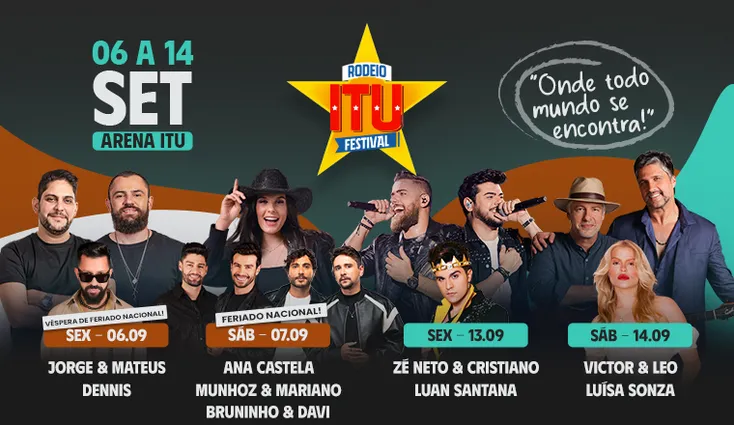 06 A 14
SET
ARENA ITU
RODEIO
ITU
FESTIVAL
"Onde todo
mundo se
encontra!"
VÉSPERA DE FERIADO NACIONAL!
SEX – 06.09
JORGE & MATEUS
DENNIS
FERIADO NACIONAL!
SÁB – 07.09
ANA CASTELA
MUNHOZ & MARIANO
BRUNINHO & DAVI
SEX – 13.09
ZÉ NETO & CRISTIANO
LUAN SANTANA
SÁB – 14.09
VICTOR & LEO
LUÍSA SONZA